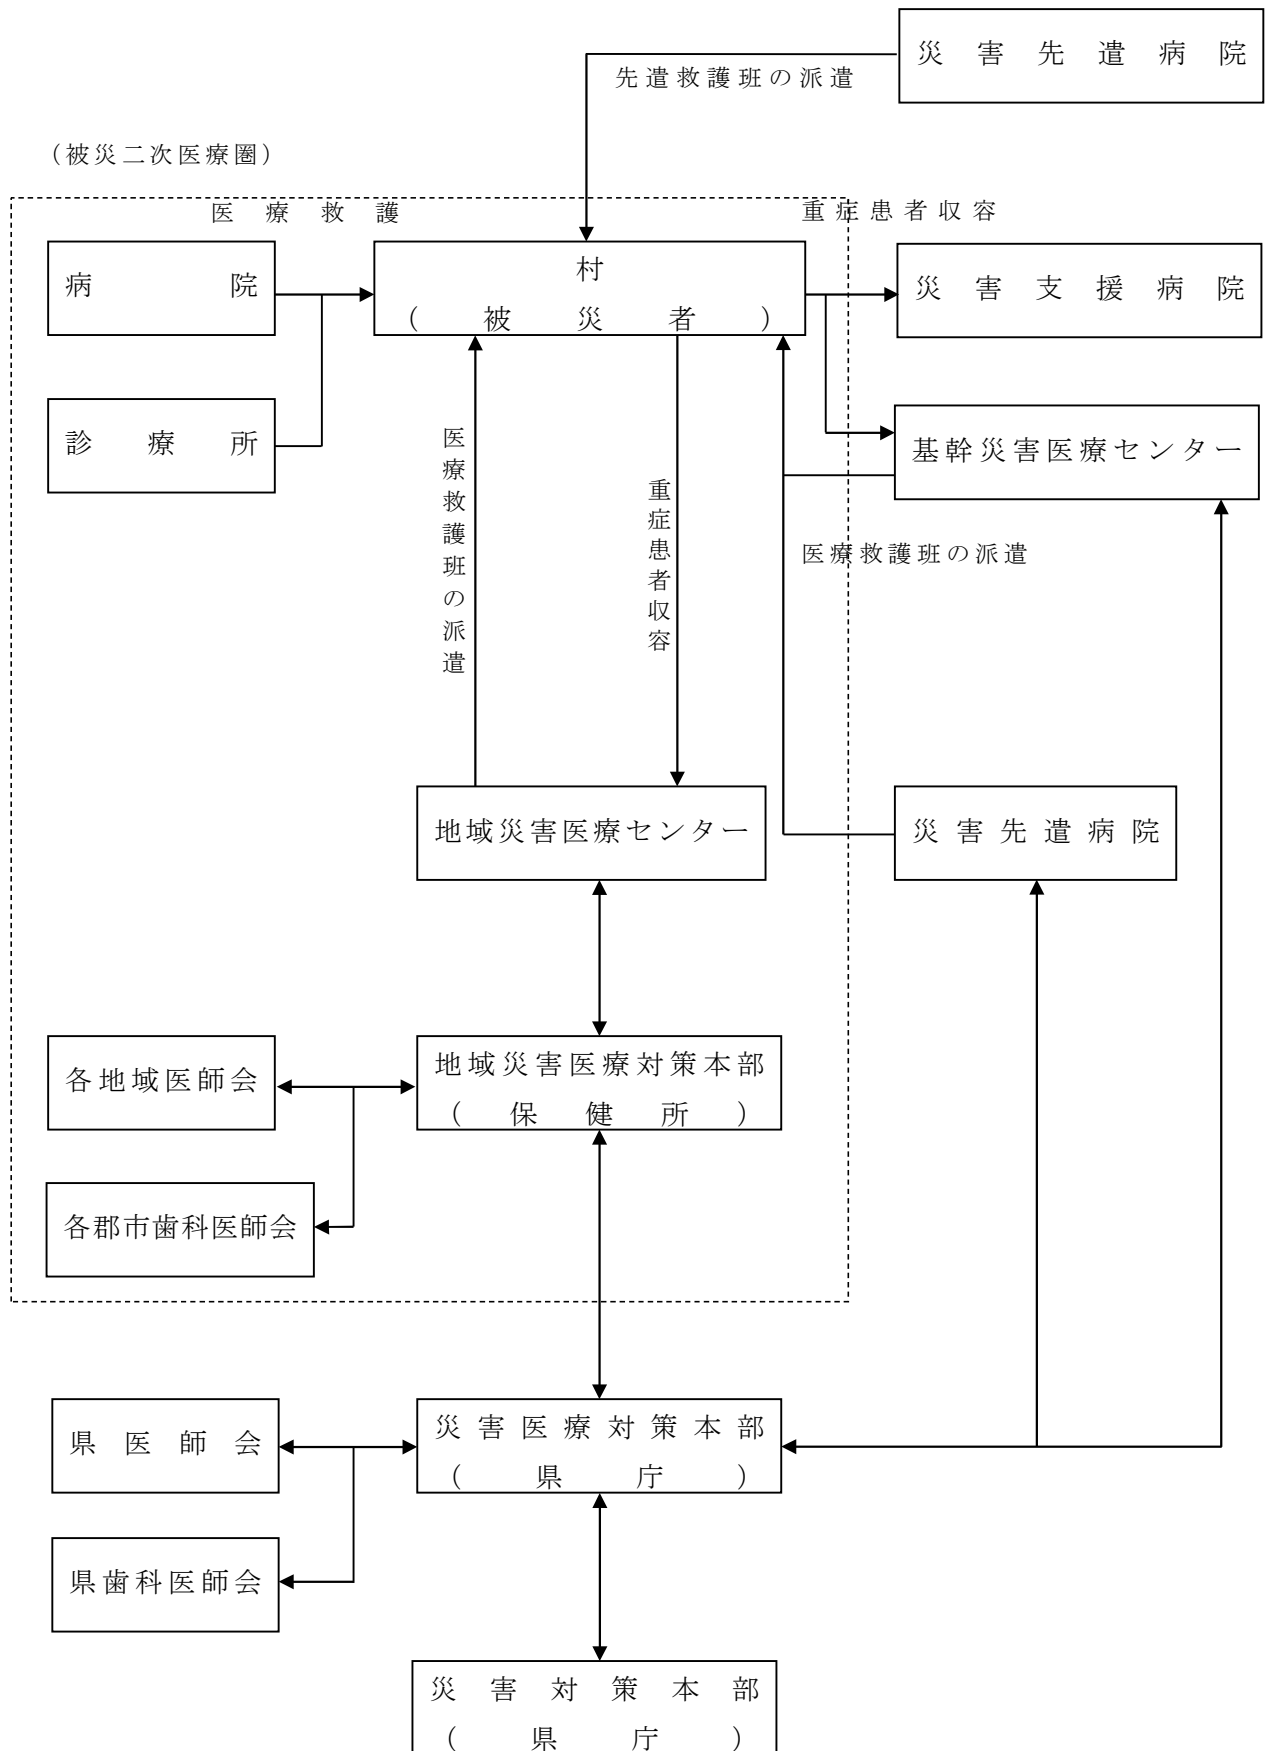 災害先遣病院
先遣救護班の派遣
（被災二次医療圏）
医療救護
重症患者収容
病院
村
（被災者）
災害支援病院
診療所
基幹災害医療センター
医療救護班の派遣
重症患者収容
医療救護班の派遣
地域災害医療センター
災害先遣病院
各地域医師会
地域災害医療対策本部
（保健所）
各郡市歯科医師会
県医師会
災害医療対策本部
（県庁）
県歯科医師会
災害対策本部
（県庁）